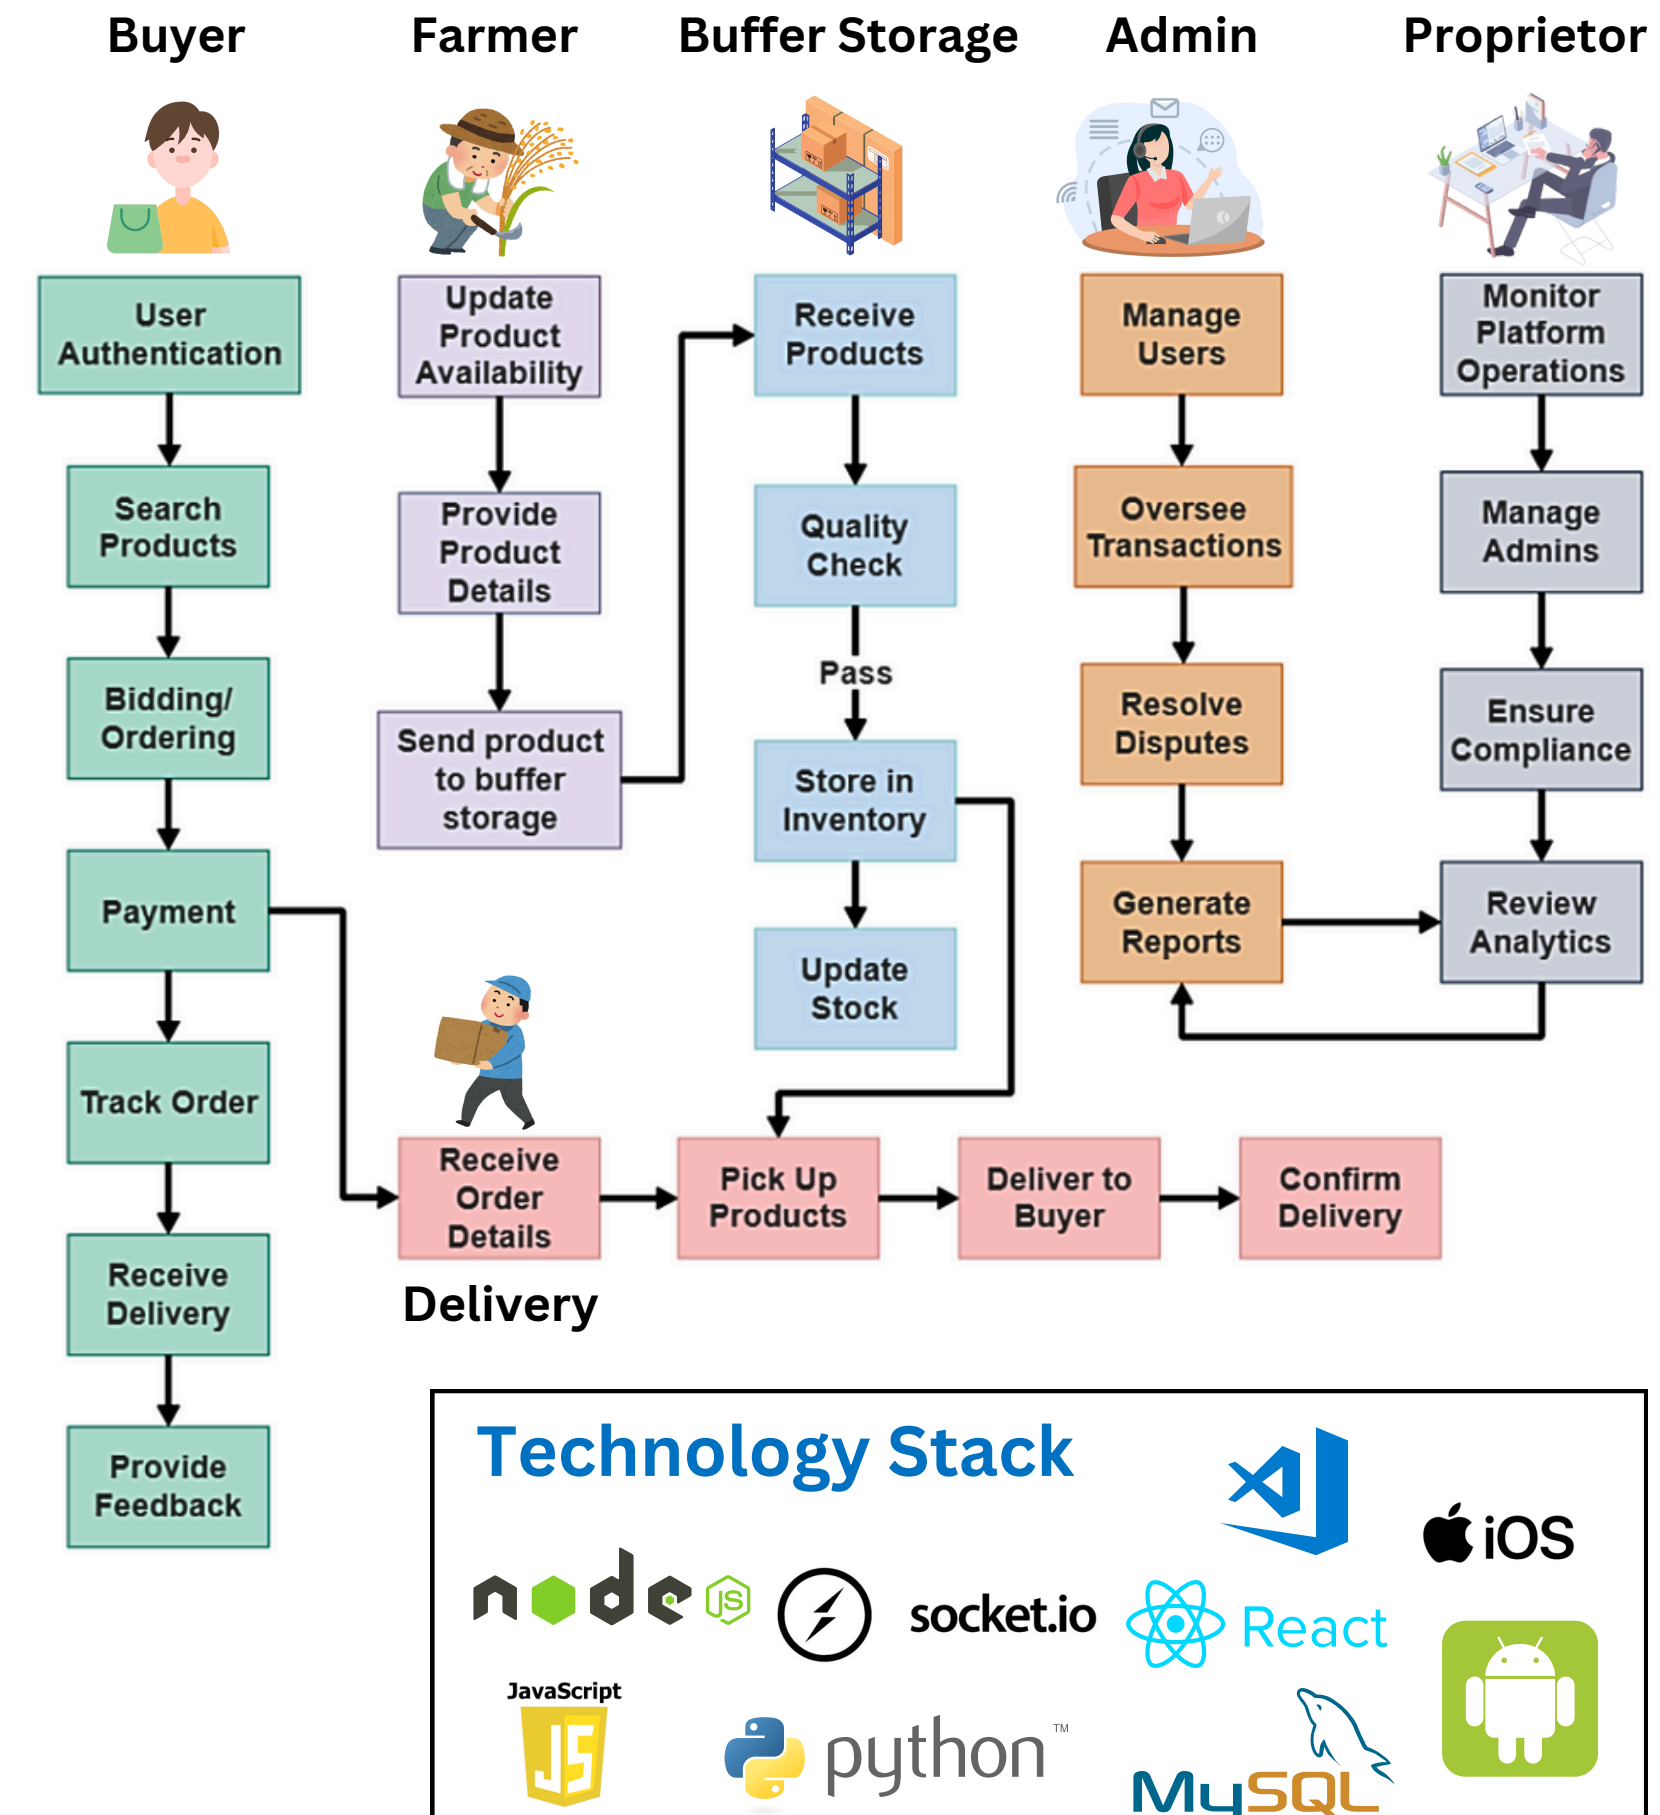 Buyer
Farmer
Buffer Storage
Admin
Proprietor
User
Authentication
Search
Products
Bidding/
Ordering
Payment
Track Order
Receive
Delivery
Provide
Feedback
Update
Product
Availability
Provide
Product
Details
Send product
to buffer
storage
Receive
Products
Quality
Check
Pass
Store in
Inventory
Update
Stock
Manage
Users
Oversee
Transactions
Resolve
Disputes
Generate
Reports
Monitor
Platform
Operations
Manage
Admins
Ensure
Compliance
Review
Analytics
Receive
Order
Details
Pick Up
Products
Deliver to
Buyer
Confirm
Delivery
Delivery
Technology Stack
iOS
node JS
socket.io
React
JavaScript
JS
python™
MySQL